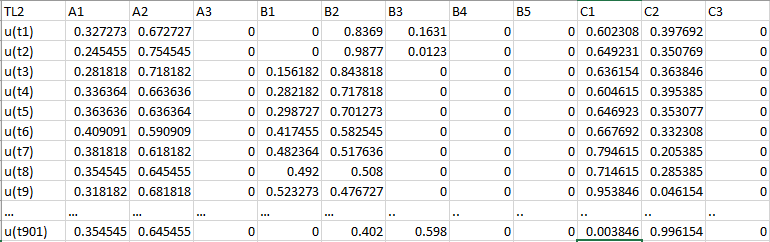 TL2 A1 A2 A3 B1 B2 B3 B4 B5 C1 C2 C3
u(t1) 0.327273 0.672727 0 0 0.8369 0.1631 0 0 0.602308 0.397692 0
u(t2) 0.245455 0.754545 0 0 0.9877 0.0123 0 0 0.649231 0.350769 0
u(t3) 0.281818 0.718182 0 0.156182 0.843818 0 0 0 0.636154 0.363846 0
u(t4) 0.336364 0.663636 0 0.282182 0.717818 0 0 0 0.604615 0.395385 0
u(t5) 0.363636 0.636364 0 0.298727 0.701273 0 0 0 0.646923 0.353077 0
u(t6) 0.409091 0.590909 0 0.417455 0.582545 0 0 0 0.667692 0.332308 0
u(t7) 0.381818 0.618182 0 0.482364 0.517636 0 0 0 0.794615 0.205385 0
u(t8) 0.354545 0.645455 0 0.492 0.508 0 0 0 0.714615 0.285385 0
u(t9) 0.318182 0.681818 0 0.523273 0.476727 0 0 0 0.953846 0.046154 0
... ... ... ... ... ... .. .. .. .. .. ..
u(t901) 0.354545 0.645455 0 0 0.402 0.598 0 0 0.003846 0.996154 0